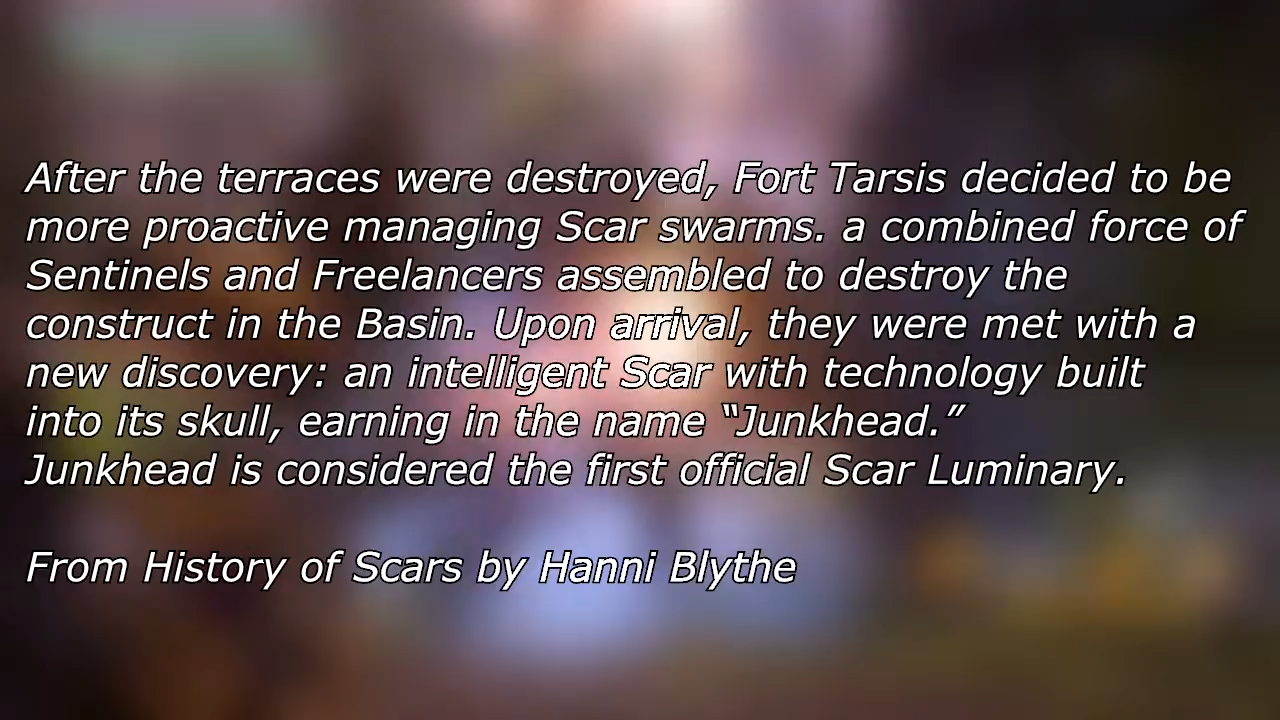 After the terraces were destroyed, Fort Tarsis decided to be
more proactive managing Scar swarms. a combined force of
Sentinels and Freelancers assembled to destroy the
construct in the Basin. Upon arrival, they were met with a
new discovery: an intelligent Scar with technology built
into its skull, earning in the name “Junkhead.”
Junkhead is considered the first official Scar Luminary.
From History of Scars by Hanni Blythe